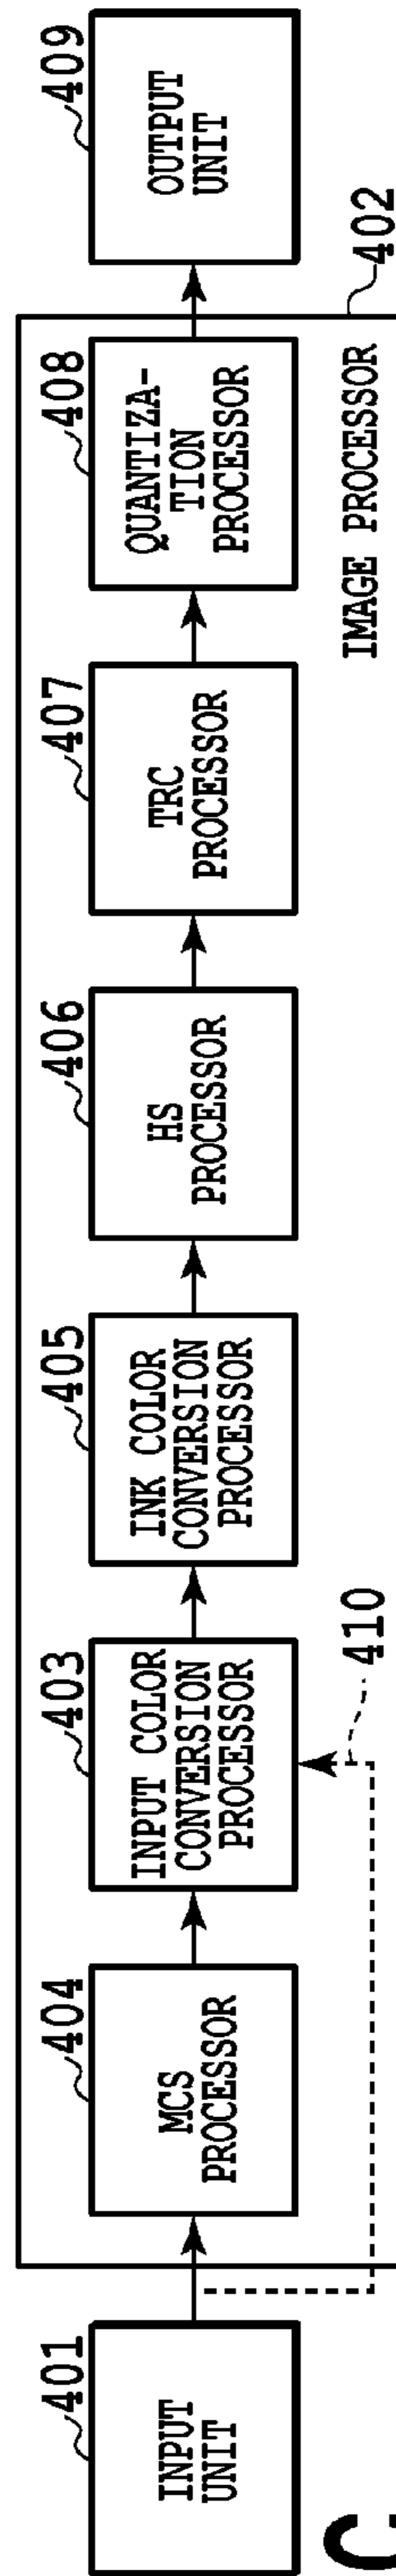 401
INPUT
UNIT
404
MCS
PROCESSOR
403
INPUT COLOR
CONVERSION
PROCESSOR
410
405
INK COLOR
CONVERSION
PROCESSOR
406
HS
PROCESSOR
407
TRC
PROCESSOR
408
QUANTIZA-
TION
PROCESSOR
IMAGE PROCESSOR
402
409
OUTPUT
UNIT
C